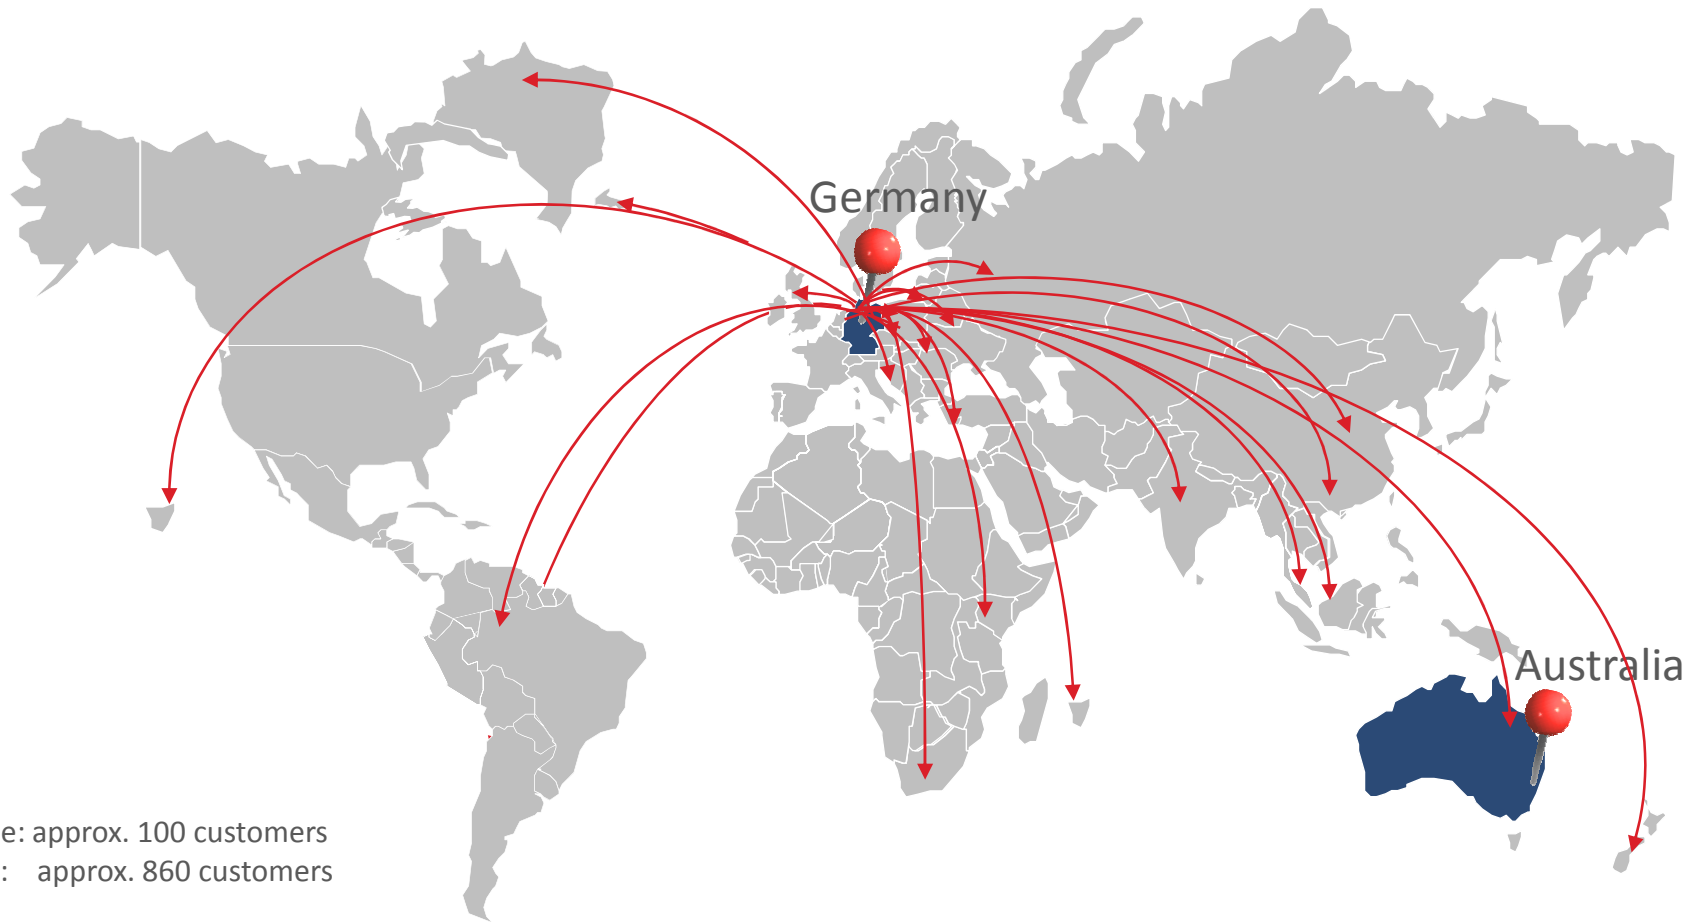 Germany
Australia
e: approx. 100 customers
: approx. 860 customers